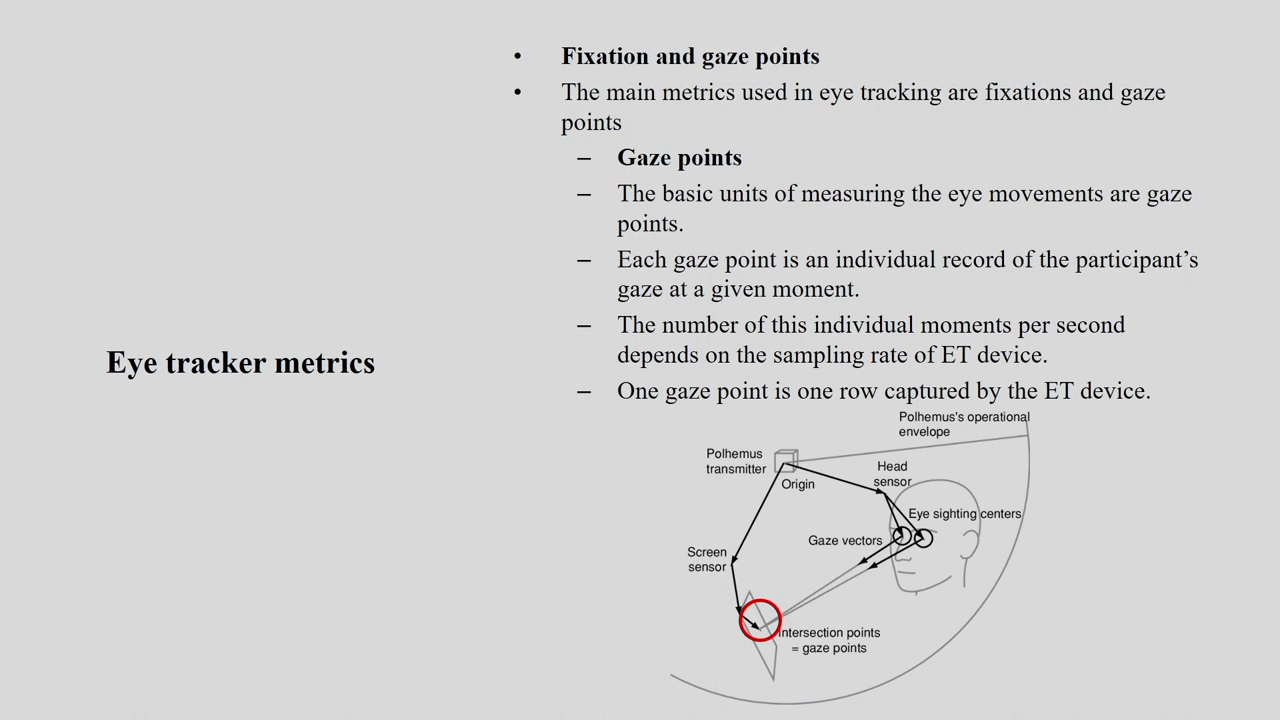 Eye tracker metrics
• Fixation and gaze points
• The main metrics used in eye tracking are fixations and gaze
points
– Gaze points
– The basic units of measuring the eye movements are gaze
points.
– Each gaze point is an individual record of the participant’s
gaze at a given moment.
– The number of this individual moments per second
depends on the sampling rate of ET device.
– One gaze point is one row captured by the ET device.
Polhemus's operational
envelope
Polhemus
transmitter
Origin
Head
sensor
Eye sighting centers
Gaze vectors
Screen
sensor
Intersection points
= gaze points